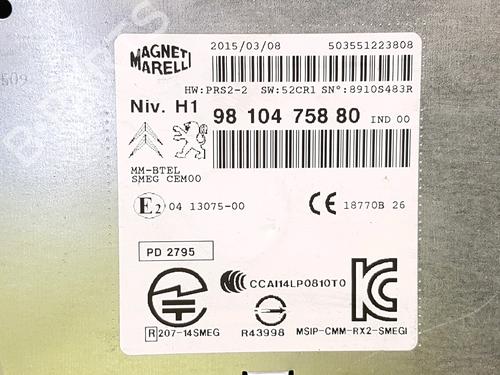 MAGNETI MARELLI
2015/03/08 503551223808
HW:PRS2-2 SW:52CR1 SN°:8910S483R
Niv. H1 98 104 758 80 IND 00
MM-BTEL
SMEG CEM00
E2 04 13075-00 CE 18770B 26
PD 2795
CCAI14LP0810T0
R 207-14SMEG R43998 MSIP-CMM-RX2-SMEGI
509